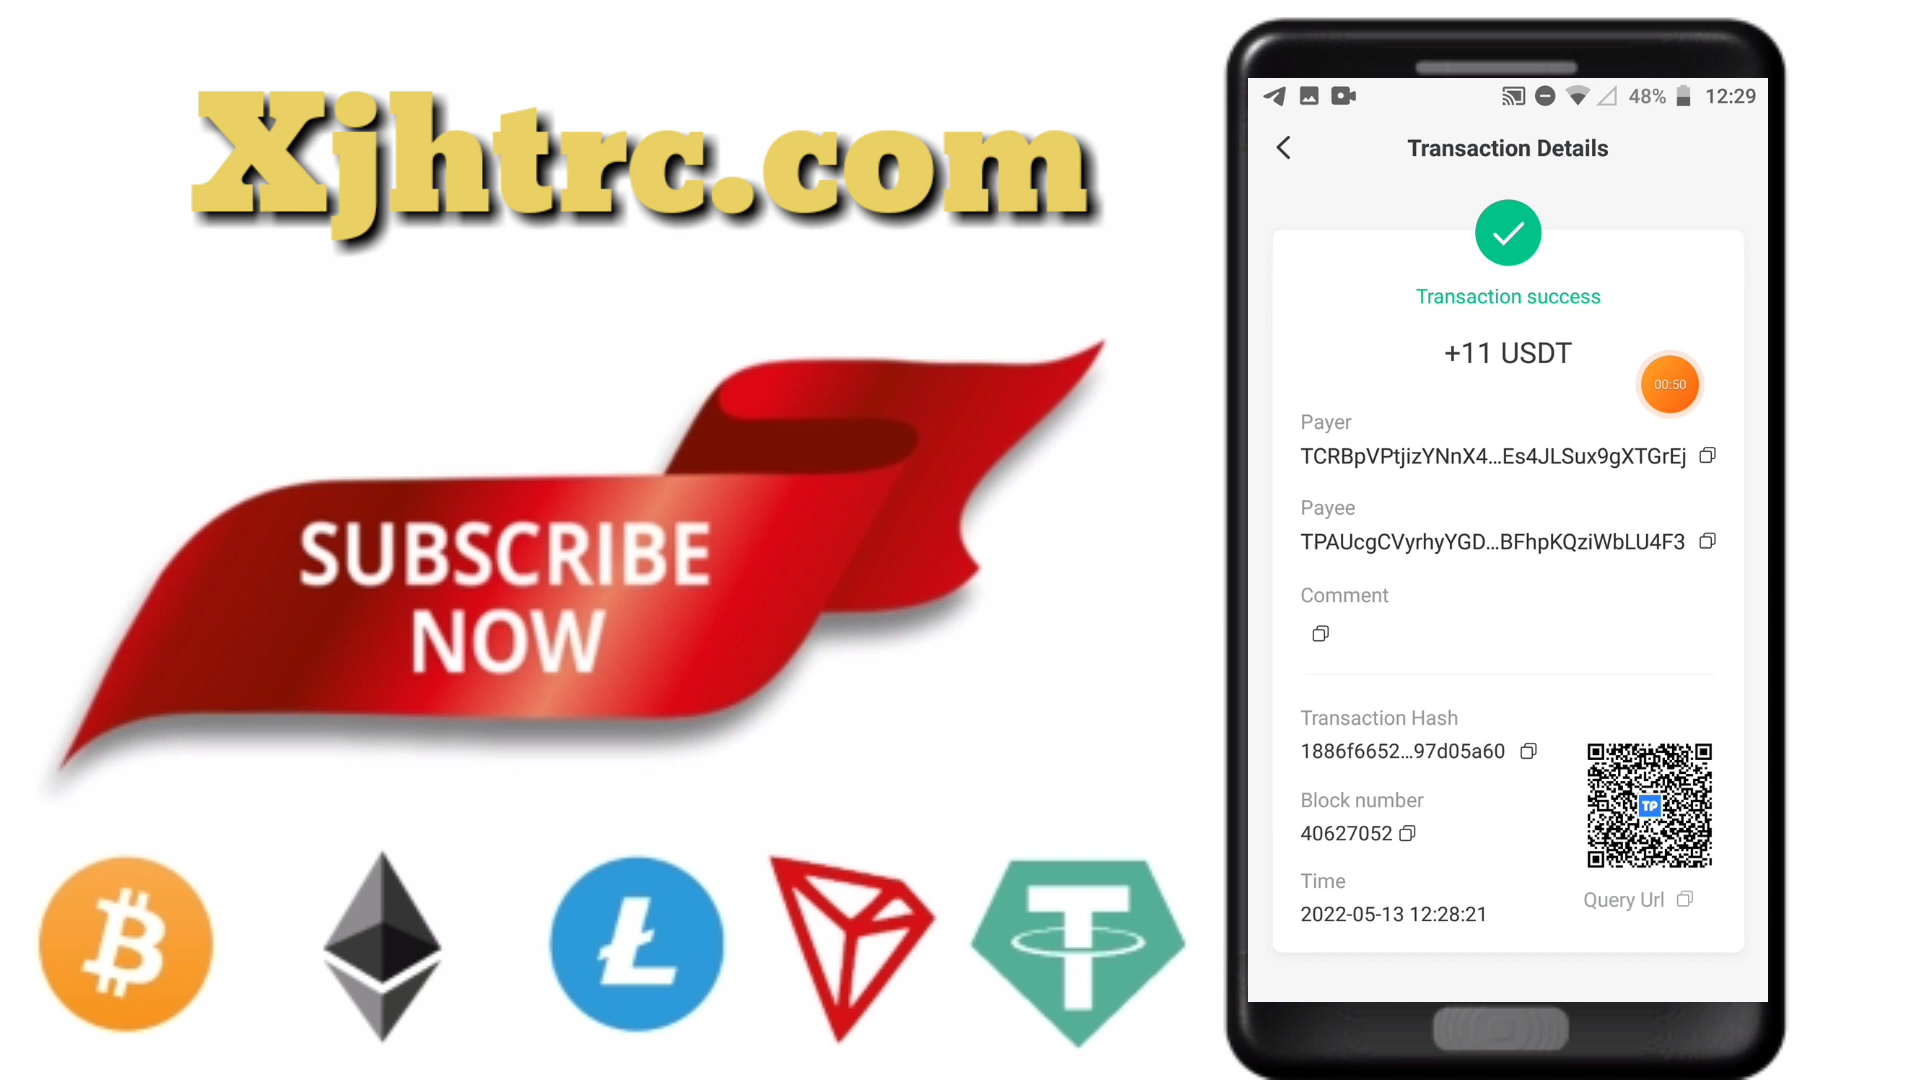 Xjhtrc.com
SUBSCRIBE
NOW
48% 12:29
Transaction Details
Transaction success
+11 USDT
00:50
Payer
TCRBpVPtjizYNnX4...Es4JLSux9gXTGrEj
Payee
TPAUcgCVyrhyYGD...BFhpKQziWbLU4F3
Comment
Transaction Hash
1886f6652...97d05a60
Block number
40627052
TP
Time
2022-05-13 12:28:21
Query Url